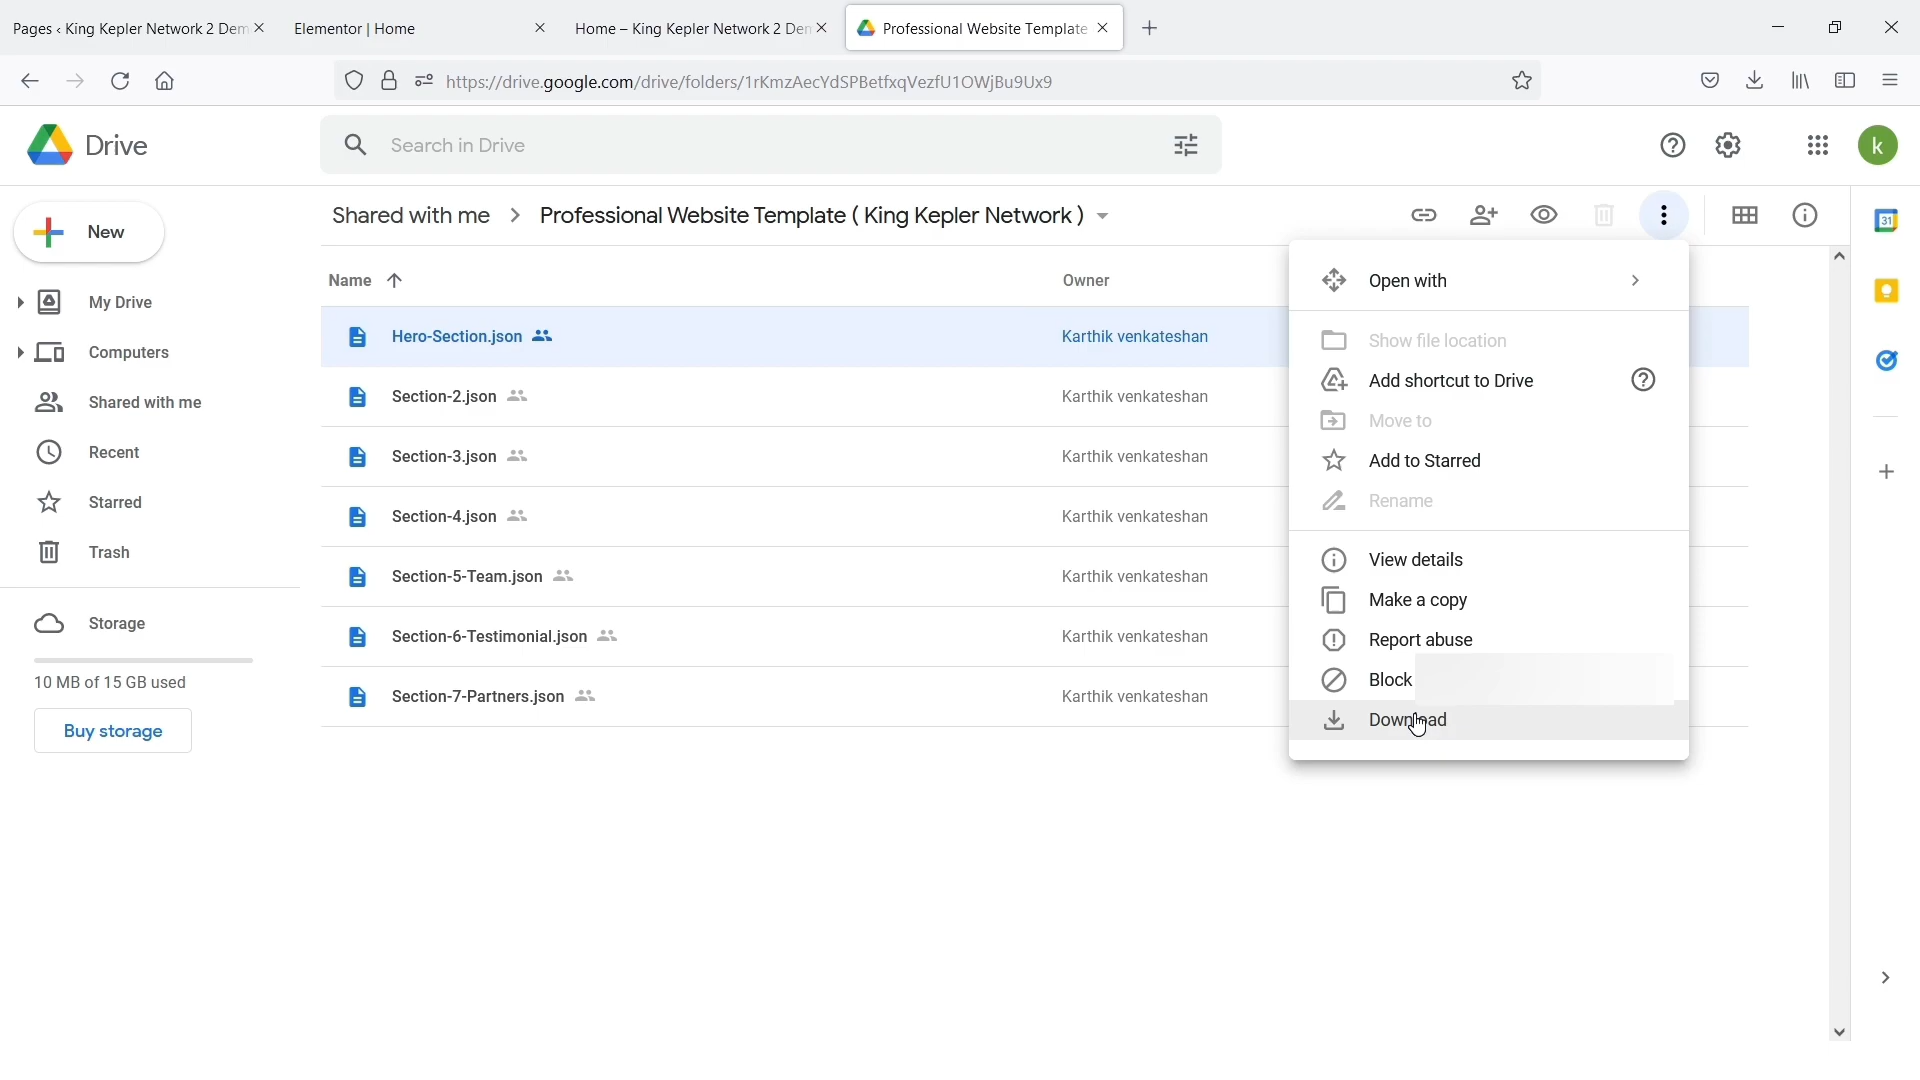 Pages ‹ King Kepler Network 2 Dem
Elementor | Home
Home – King Kepler Network 2 Den
Professional Website Template
https://drive.google.com/drive/folders/1rKmzAecYdSPBetfxqVezfU1OWjBu9Ux9
Drive
Search in Drive
k
New
Shared with me > Professional Website Template ( King Kepler Network )
31
Name
Owner
Open with
My Drive
Hero-Section.json
Karthik venkateshan
Show file location
Computers
Section-2.json
Karthik venkateshan
Add shortcut to Drive
Shared with me
Move to
Recent
Section-3.json
Karthik venkateshan
Add to Starred
Starred
Section-4.json
Karthik venkateshan
Rename
Trash
Section-5-Team.json
Karthik venkateshan
View details
Make a copy
Storage
Section-6-Testimonial.json
Karthik venkateshan
Report abuse
10 MB of 15 GB used
Section-7-Partners.json
Karthik venkateshan
Block
Buy storage
Download